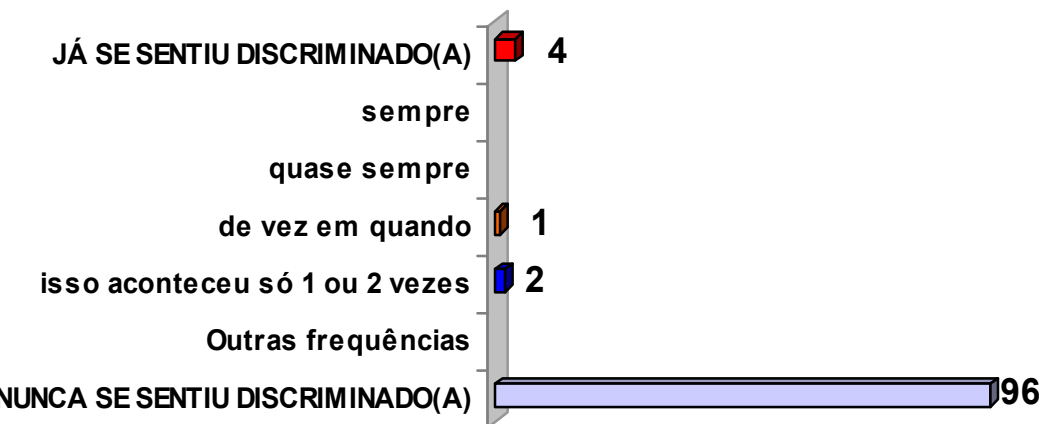 JÁ SE SENTIU DISCRIMINADO(A) 4
sempre
quase sempre
de vez em quando 1
isso aconteceu só 1 ou 2 vezes 2
Outras frequências
NUNCA SE SENTIU DISCRIMINADO(A) 96